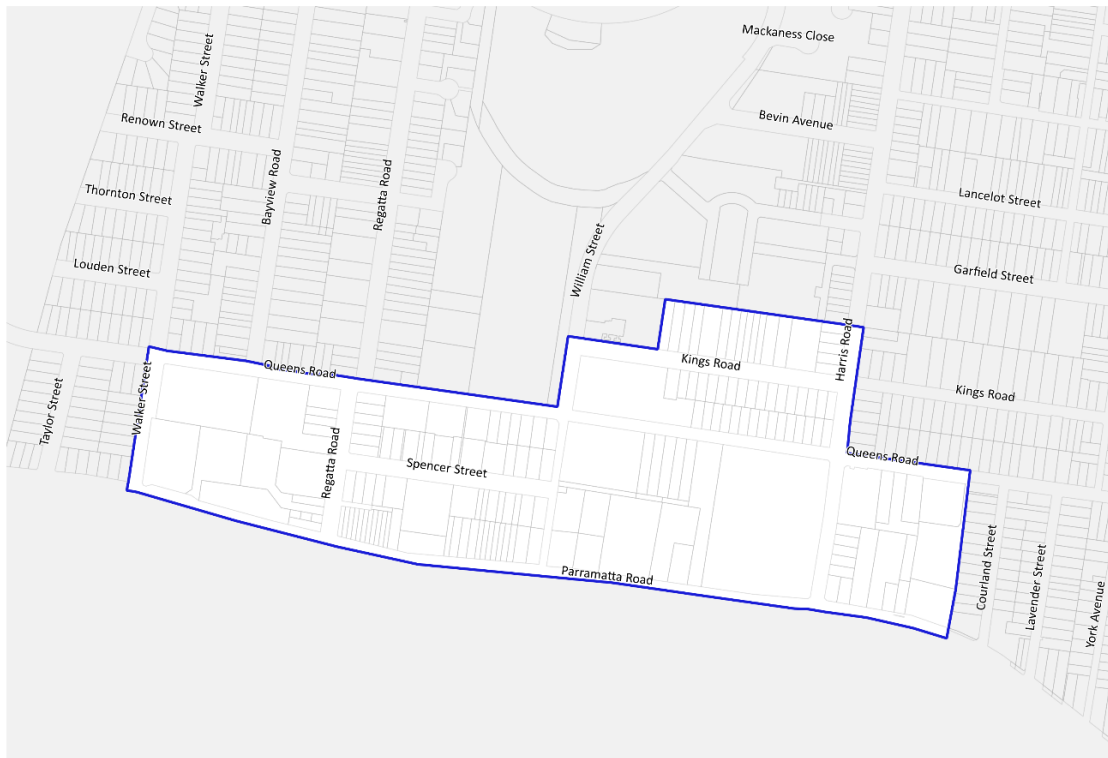 Mackaness Close
Walker Street
Renown Street
Bevin Avenue
Bayview Road
Regatta Road
Thornton Street
Lancelot Street
William Street
Louden Street
Garfield Street
Harris Road
Kings Road
Queens Road
Kings Road
Walker Street
Taylor Street
Queens Road
Regatta Road
Spencer Street
Parramatta Road
Courland Street
Lavender Street
York Avenue